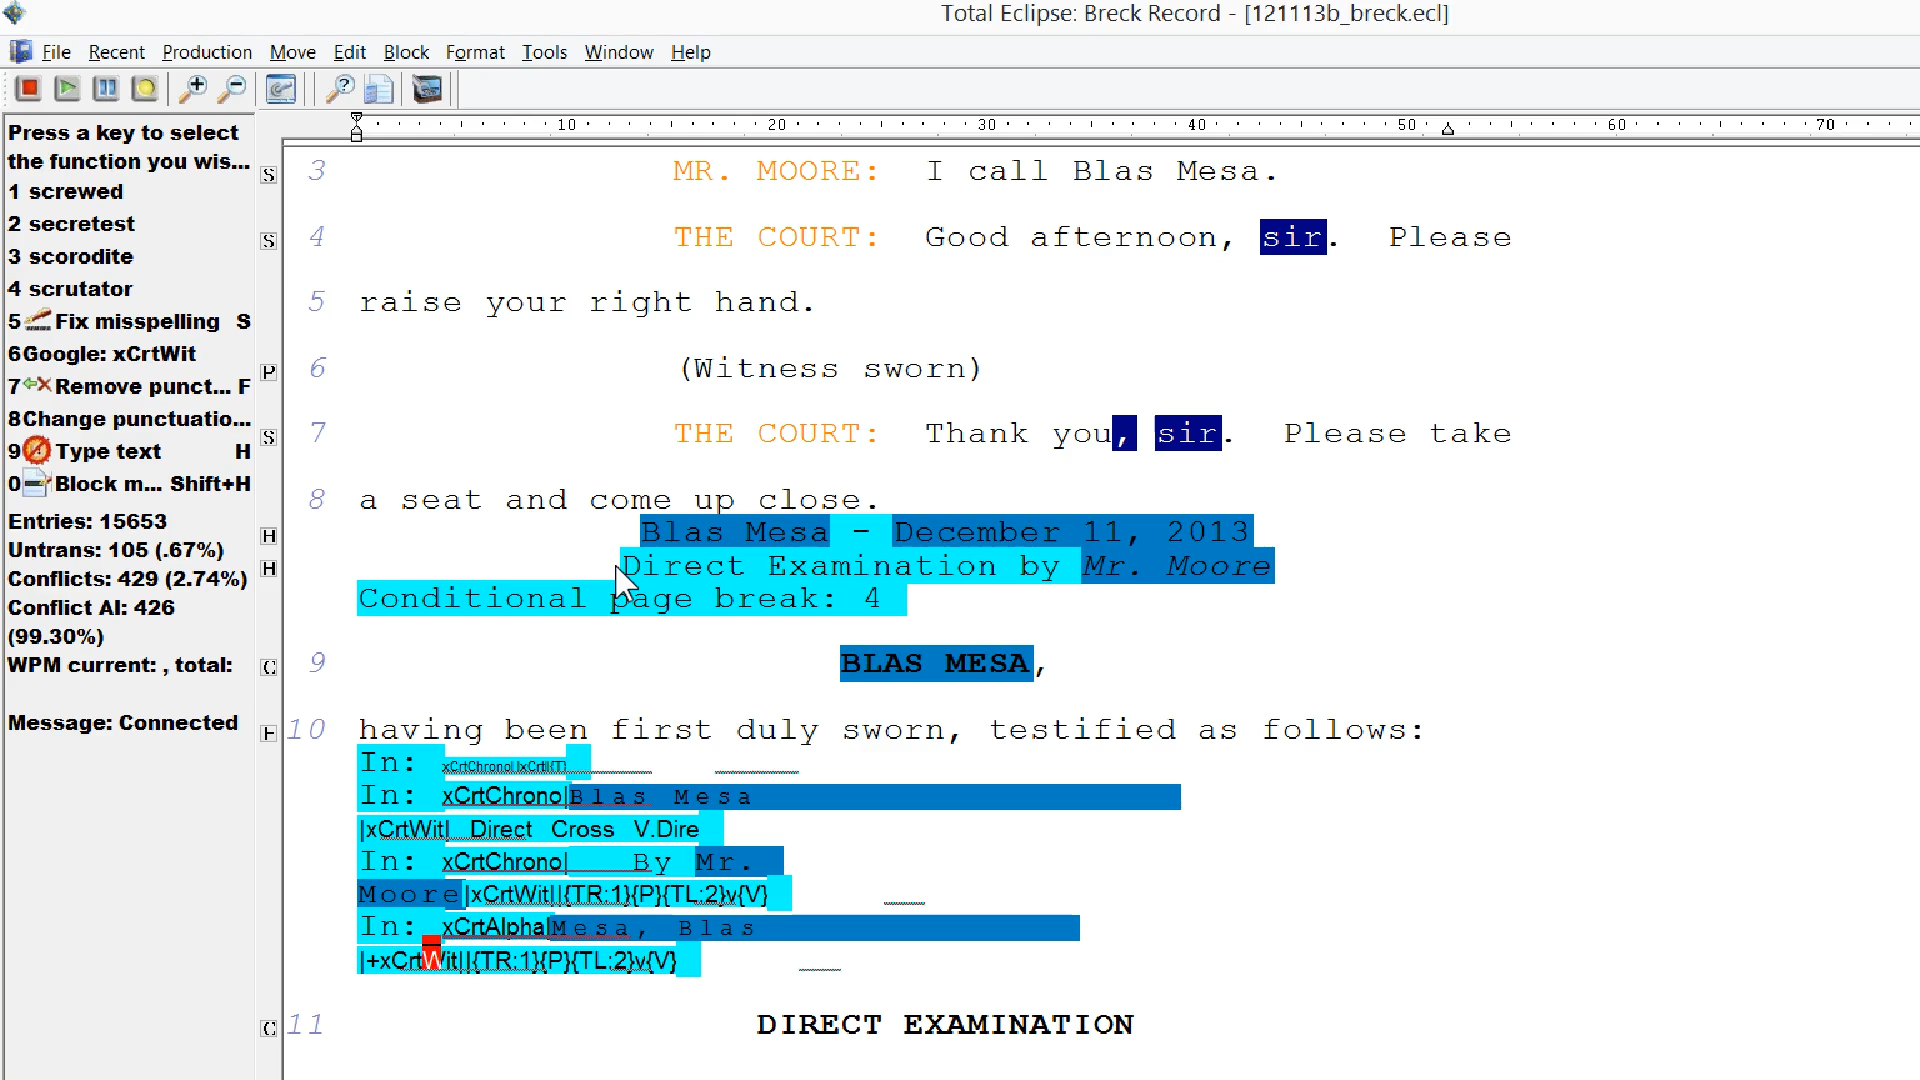 Total Eclipse: Breck Record - [121113b_breck.ecl]
File Recent Production Move Edit Block Format Tools Window Help
Press a key to select
the function you wis...
1 screwed
2 secretest
3 scorodite
4 scrutator
5 Fix misspelling S
6Google: xCrtWit
7 Remove punct... F
8Change punctuatio...
9 Type text H
0 Block m... Shift+H
Entries: 15653
Untrans: 105 (.67%)
Conflicts: 429 (2.74%)
Conflict AI: 426
(99.30%)
WPM current: , total:
Message: Connected
10 20 30 40 50 60 70
S 3 MR. MOORE: I call Blas Mesa.
S 4 THE COURT: Good afternoon, sir. Please
5 raise your right hand.
P 6 (Witness sworn)
S 7 THE COURT: Thank you, sir. Please take
8 a seat and come up close.
H Blas Mesa - December 11, 2013
H Direct Examination by Mr. Moore
Conditional page break: 4
C 9 BLAS MESA,
F 10 having been first duly sworn, testified as follows:
In:
In: xCrtChrono|Blas Mesa
|xCrtWit| Direct Cross V.Dire
In: xCrtChrono| By Mr.
Moore|xCrtWit||{TR:1}{P}{TL:2}v{V}
In: xCrtAlpha|Mesa, Blas
|+xCrtWit||{TR:1}{P}{TL:2}v{V}
C 11 DIRECT EXAMINATION